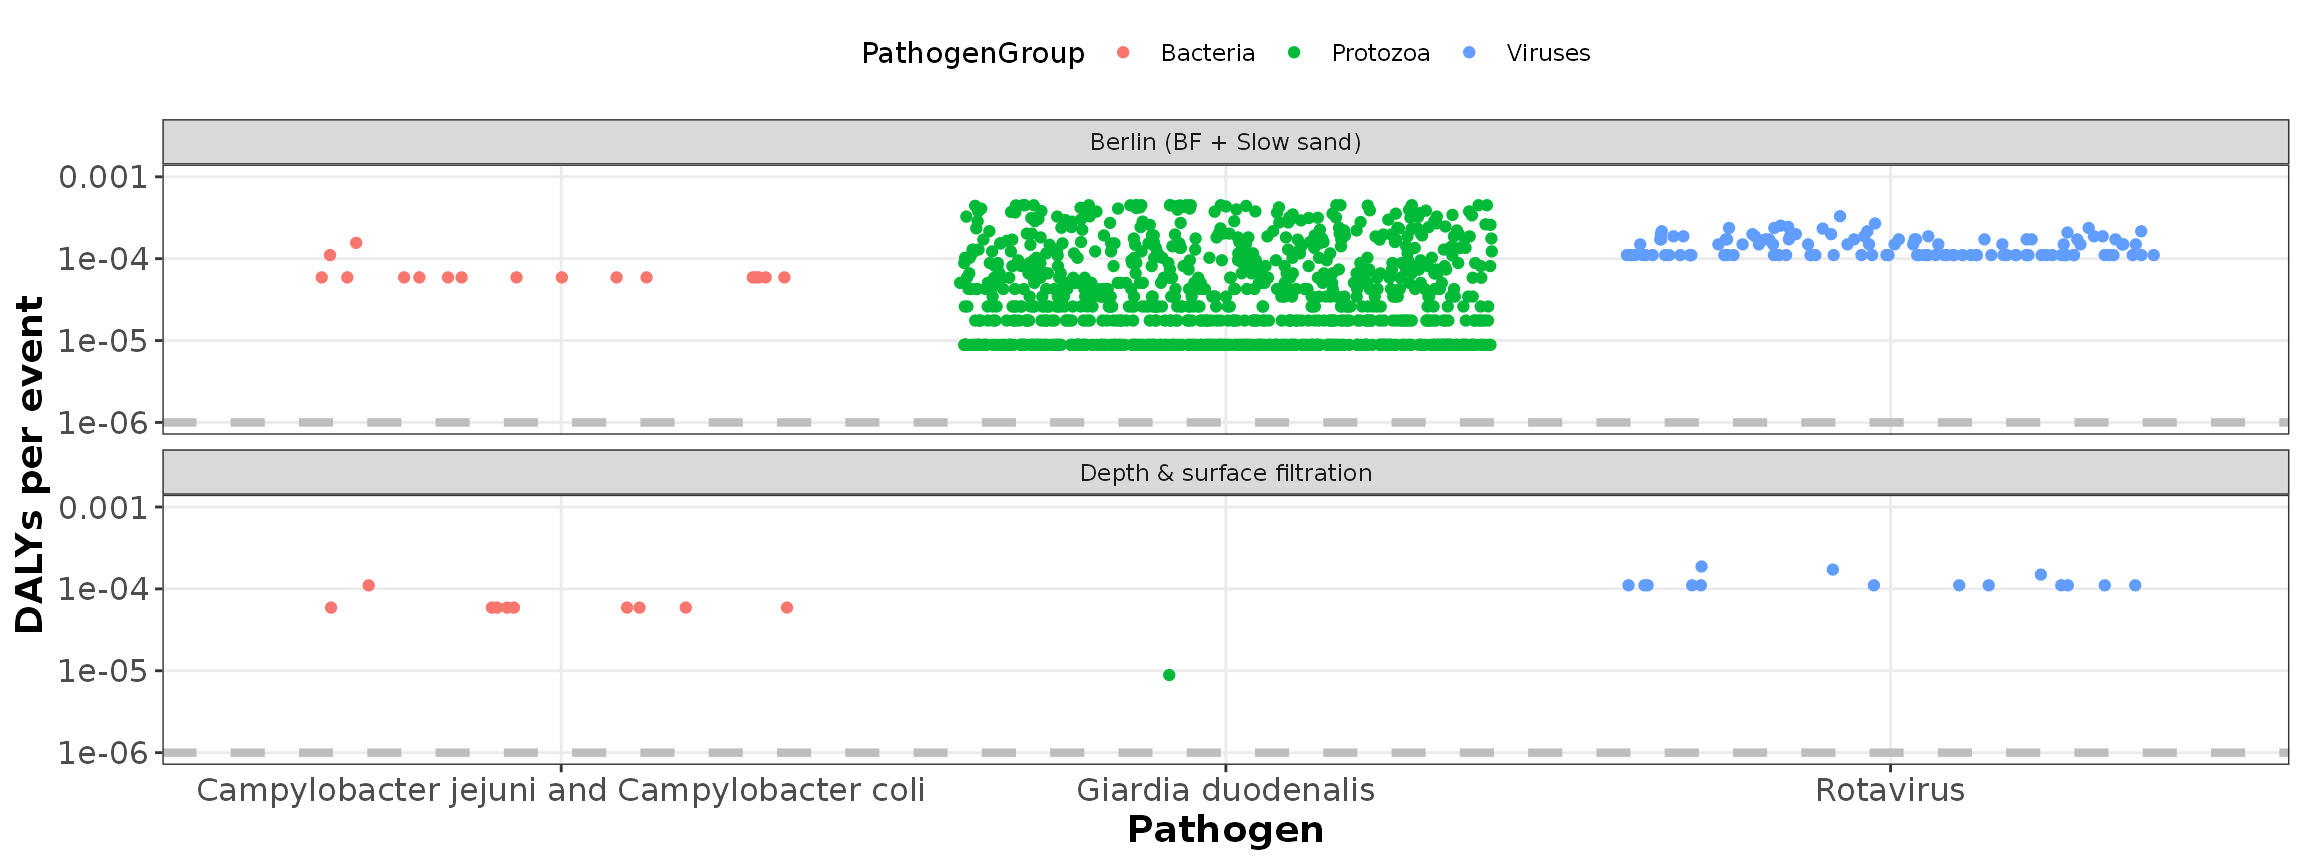 PathogenGroup Bacteria Protozoa Viruses
Berlin (BF + Slow sand)
0.001
1e-04
1e-05
1e-06
Depth & surface filtration
0.001
1e-04
1e-05
1e-06
DALYs per event
Campylobacter jejuni and Campylobacter coli Giardia duodenalis Rotavirus
Pathogen